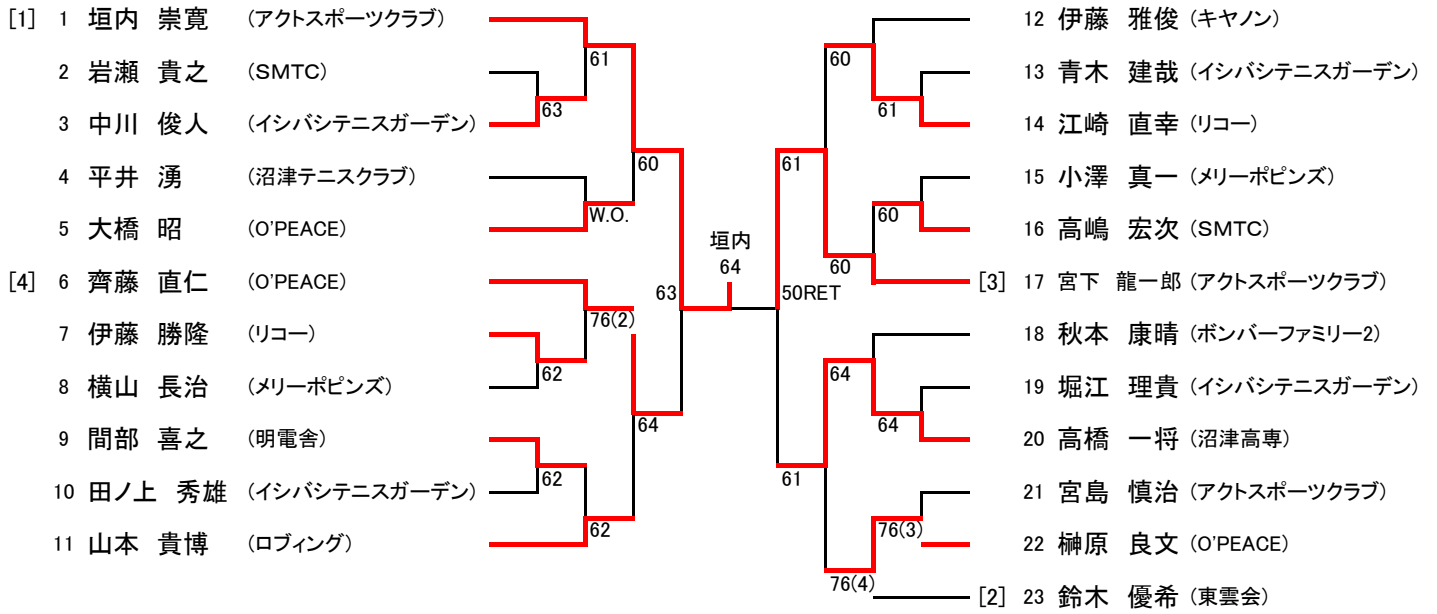 [1] 1 垣内 崇寛 (アクトスポーツクラブ)
2 岩瀬 貴之 (SMTC)
3 中川 俊人 (イシバシテニスガーデン)
4 平井 湧 (沼津テニスクラブ)
5 大橋 昭 (O'PEACE)
[4] 6 齊藤 直仁 (O'PEACE)
7 伊藤 勝隆 (リコー)
8 横山 長治 (メリーポピンズ)
9 間部 喜之 (明電舎)
10 田ノ上 秀雄 (イシバシテニスガーデン)
11 山本 貴博 (ロブィング)
61
63
60
W.O.
63
76(2)
62
64
62
62
垣内
64
60
61
61
60
60
50RET
64
64
61
76(3)
76(4)
12 伊藤 雅俊 (キヤノン)
13 青木 建哉 (イシバシテニスガーデン)
14 江崎 直幸 (リコー)
15 小澤 真一 (メリーポピンズ)
16 高嶋 宏次 (SMTC)
[3] 17 宮下 龍一郎 (アクトスポーツクラブ)
18 秋本 康晴 (ボンバーファミリー2)
19 堀江 理貴 (イシバシテニスガーデン)
20 高橋 一将 (沼津高専)
21 宮島 慎治 (アクトスポーツクラブ)
22 榊原 良文 (O'PEACE)
[2] 23 鈴木 優希 (東雲会)